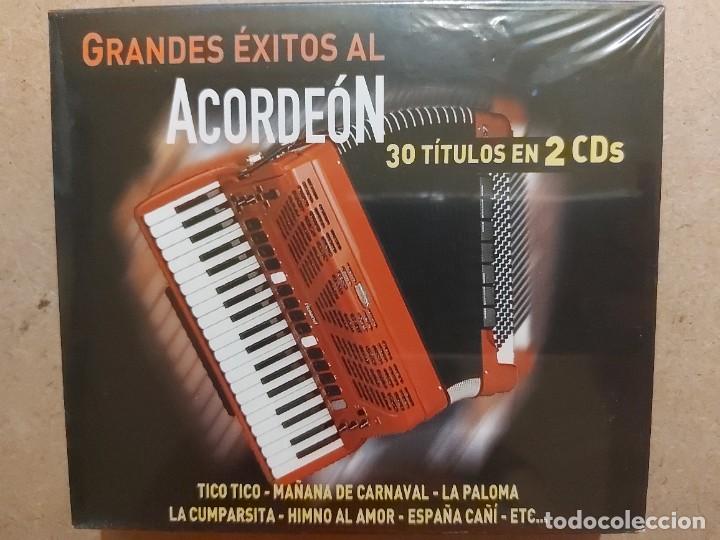 GRANDES ÉXITOS AL
ACORDEÓN
30 TÍTULOS EN 2 CDs
TICO TICO - MAÑANA DE CARNAVAL - LA PALOMA
LA CUMPARSITA - HIMNO AL AMOR - ESPAÑA CAÑÍ - ETC...
todocoleccion